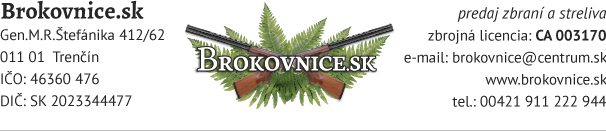 Brokovnice.sk
Gen.M.R.Štefánika 412/62
011 01 Trenčín
IČO: 46360 476
DIČ: SK 2023344477
BROKOVNICE.SK
predaj zbraní a streliva
zbrojná licencia: CA 003170
e-mail: brokovnice@centrum.sk
www.brokovnice.sk
tel.: 00421 911 222 944